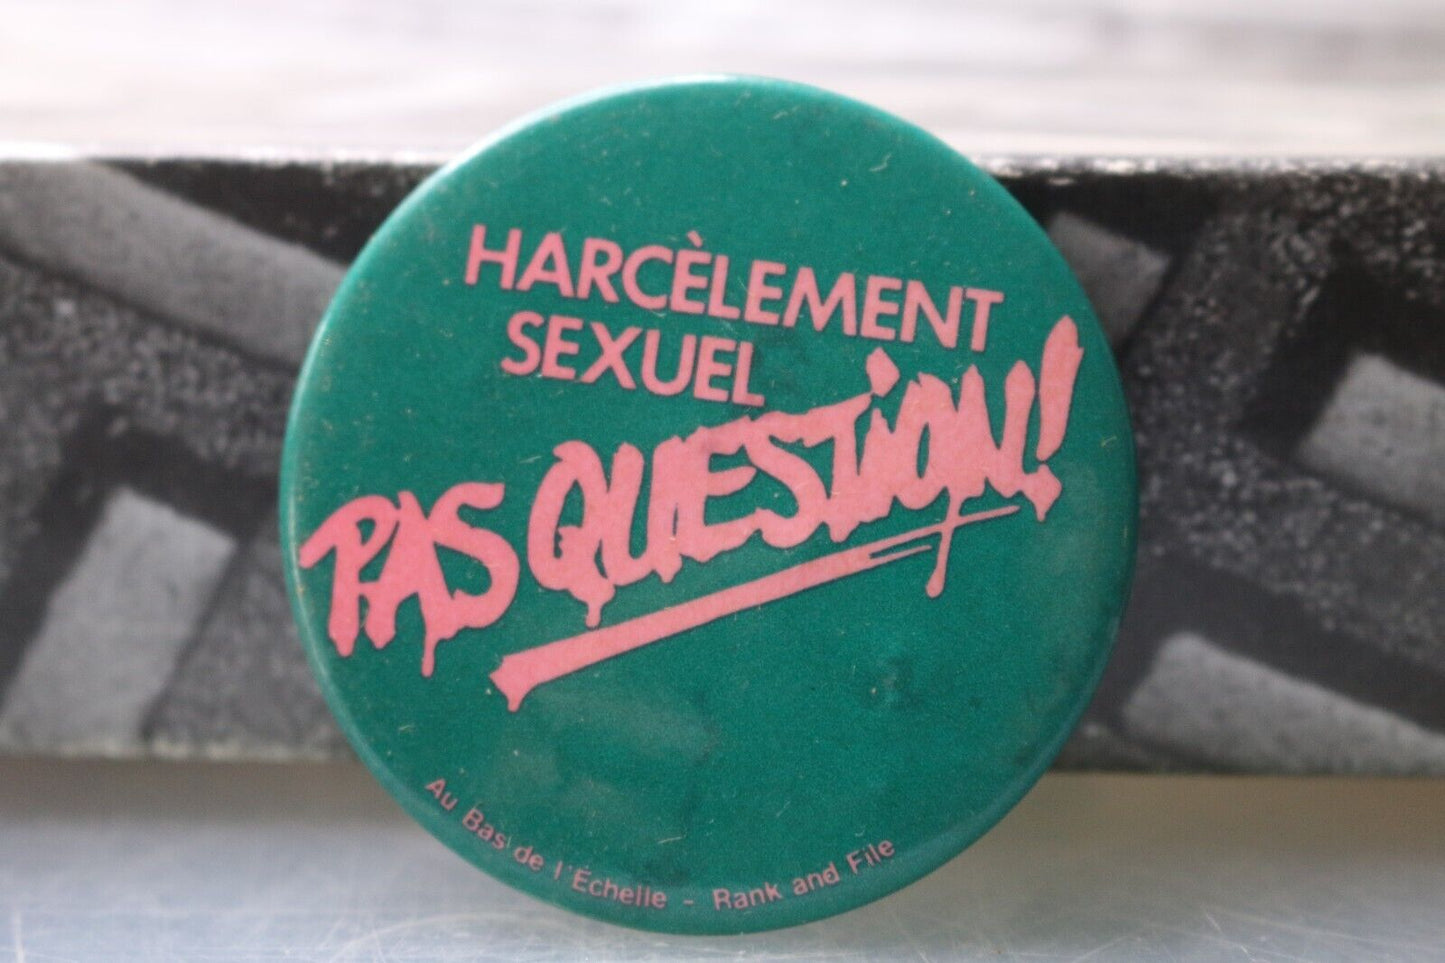 HARCÈLEMENT
SEXUEL
PAS QUESTION!
Au Bas de l'Échelle - Rank and File